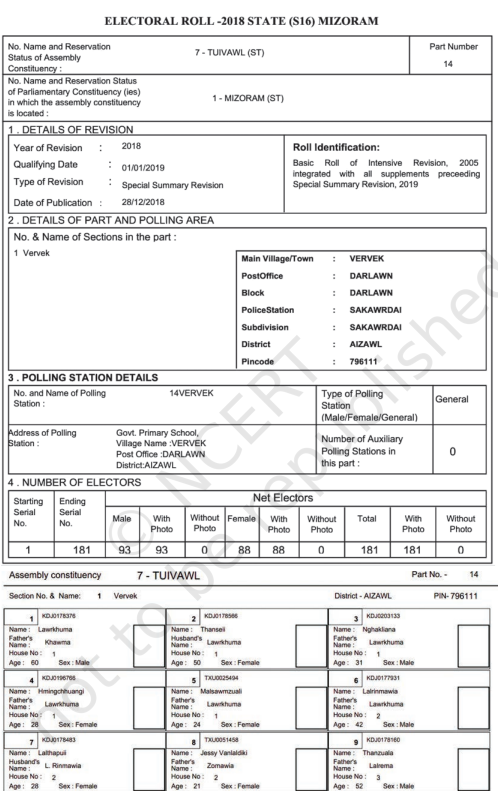 ELECTORAL ROLL -2018 STATE (S16) MIZORAM
No. Name and Reservation Status of Assembly Constituency : 7 - TUIVAWL (ST)
Part Number 14
No. Name and Reservation Status of Parliamentary Constituency (ies) in which the assembly constituency is located : 1 - MIZORAM (ST)
1 . DETAILS OF REVISION
Year of Revision : 2018
Qualifying Date : 01/01/2019
Type of Revision : Special Summary Revision
Date of Publication : 28/12/2018
Roll Identification:
Basic Roll of Intensive Revision, 2005
integrated with all supplements preceeding
Special Summary Revision, 2019
2 . DETAILS OF PART AND POLLING AREA
No. & Name of Sections in the part :
1 Vervek
Main Village/Town : VERVEK
PostOffice : DARLAWN
Block : DARLAWN
PoliceStation : SAKAWRDAI
Subdivision : SAKAWRDAI
District : AIZAWL
Pincode : 796111
3 . POLLING STATION DETAILS
No. and Name of Polling Station : 14VERVEK
Type of Polling Station (Male/Female/General) General
Address of Polling Station :
Govt. Primary School,
Village Name :VERVEK
Post Office :DARLAWN
District:AIZAWL
Number of Auxiliary Polling Stations in this part : 0
4 . NUMBER OF ELECTORS
Starting Serial No. Ending Serial No. Net Electors
Male With Photo Without Photo Female With Photo Without Photo Total With Photo Without Photo
1 181 93 93 0 88 88 0 181 181 0
Assembly constituency 7 - TUIVAWL Part No. - 14
Section No. & Name: 1 Vervek District - AIZAWL PIN- 796111
1 KDJ0178376
Name : Lawrkhuma
Father's Name : Khawma
House No : 1
Age : 60 Sex : Male
2 KDJ0178566
Name : Thanseii
Husband's Name : Lawrkhuma
House No : 1
Age : 50 Sex : Female
3 KDJ0203133
Name : Nghakliana
Father's Name : Lawrkhuma
House No : 1
Age : 31 Sex : Male
4 KDJ0196766
Name : Hmingchhuangi
Father's Name : Lawrkhuma
House No : 1
Age : 28 Sex : Female
5 TXU0025494
Name : Malsawmzuali
Father's Name : Lawrkhuma
House No : 1
Age : 24 Sex : Female
6 KDJ0177931
Name : Lalrinmawia
Father's Name : Lawrkhuma
House No : 2
Age : 42 Sex : Male
7 KDJ0178483
Name : Lalthapuii
Husband's Name : L. Rinmawia
House No : 2
Age : 28 Sex : Female
8 TXU0051458
Name : Jessy Vanlaldiki
Father's Name : Zomawia
House No : 2
Age : 21 Sex : Female
9 KDJ0178160
Name : Thanzuala
Father's Name : Lalrema
House No : 3
Age : 52 Sex : Male
© NCERT
not to be republished